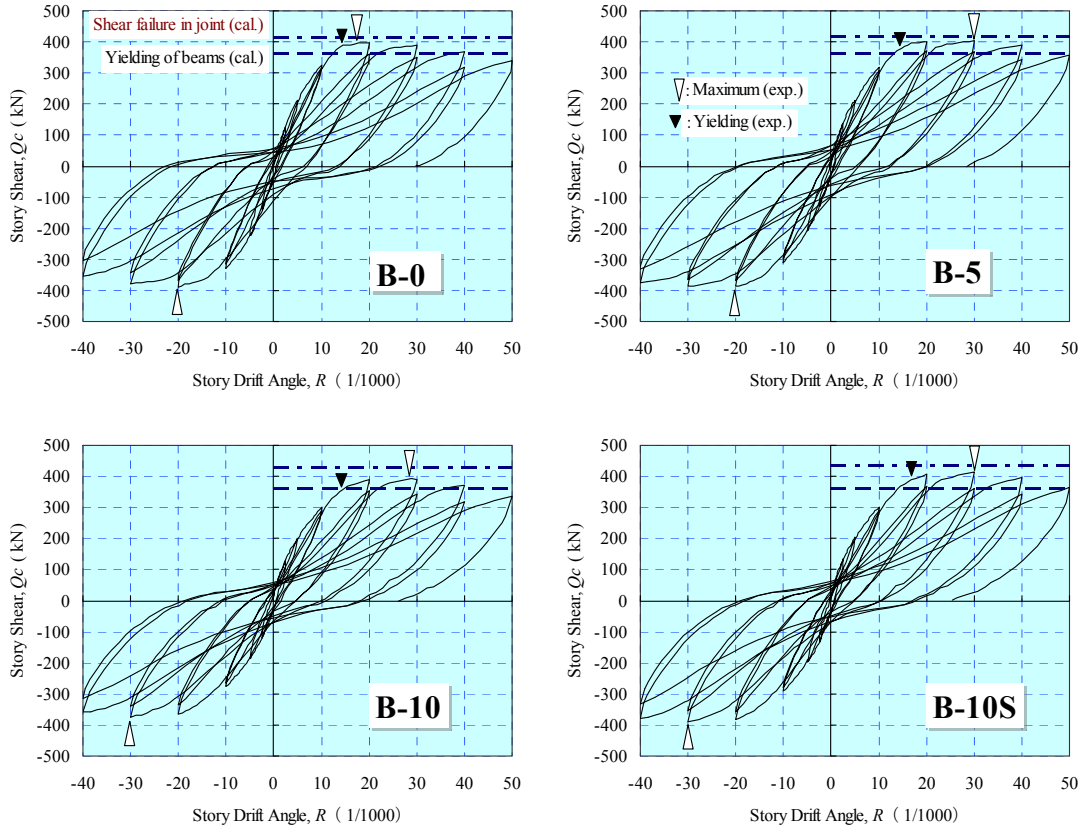 500
400
300
200
100
0
-100
-200
-300
-400
-500
Story Shear, Qc ( kN)
Shear failure in joint (cal.)
Yielding of beams (cal.)
B-0
-40 -30 -20 -10 0 10 20 30 40 50
Story Drift Angle, R ( 1/1000)
500
400
300
200
100
0
-100
-200
-300
-400
-500
Story Shear, Qc ( kN)
: Maximum (exp.)
: Yielding (exp.)
B-5
-40 -30 -20 -10 0 10 20 30 40 50
Story Drift Angle, R ( 1/1000)
500
400
300
200
100
0
-100
-200
-300
-400
-500
Story Shear, Qc ( kN)
B-10
-40 -30 -20 -10 0 10 20 30 40 50
Story Drift Angle, R ( 1/1000)
500
400
300
200
100
0
-100
-200
-300
-400
-500
Story Shear, Qc ( kN)
B-10S
-40 -30 -20 -10 0 10 20 30 40 50
Story Drift Angle, R ( 1/1000)